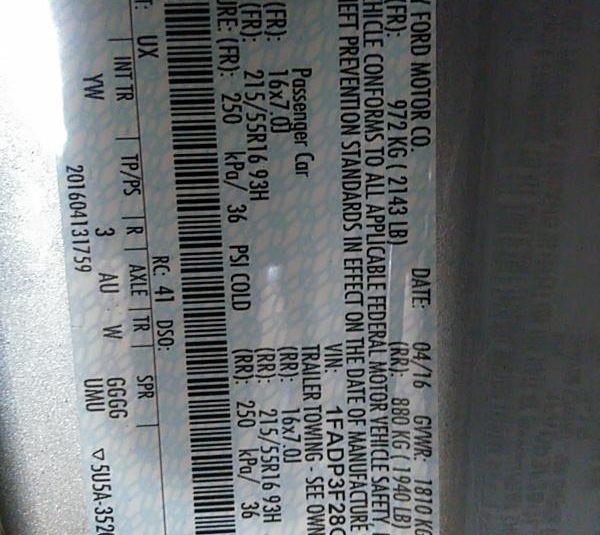 FORD MOTOR CO. DATE: 04/16 GVWR: 1810 KG
(FR): 972 KG (2143 LB) (RR): 880 KG (1940 LB)
VEHICLE CONFORMS TO ALL APPLICABLE FEDERAL MOTOR VEHICLE SAFETY
THEFT PREVENTION STANDARDS IN EFFECT ON THE DATE OF MANUFACTURE
VIN: 1FADP3F28
Passenger Car TRAILER TOWING - SEE OWN
(FR): 16x7.0J (RR): 16x7.0J
(FR): 215/55R16 93H (RR): 215/55R16 93H
URE: (FR): 250 kPa/ 36 PSI COLD (RR): 250 kPa/ 36
RC: 41 DSO:
T: UX
INT TR TP/PS R AXLE TR SPR
YW 3 AU W GGGG
201604131759 UMU ▽5U5A-3520